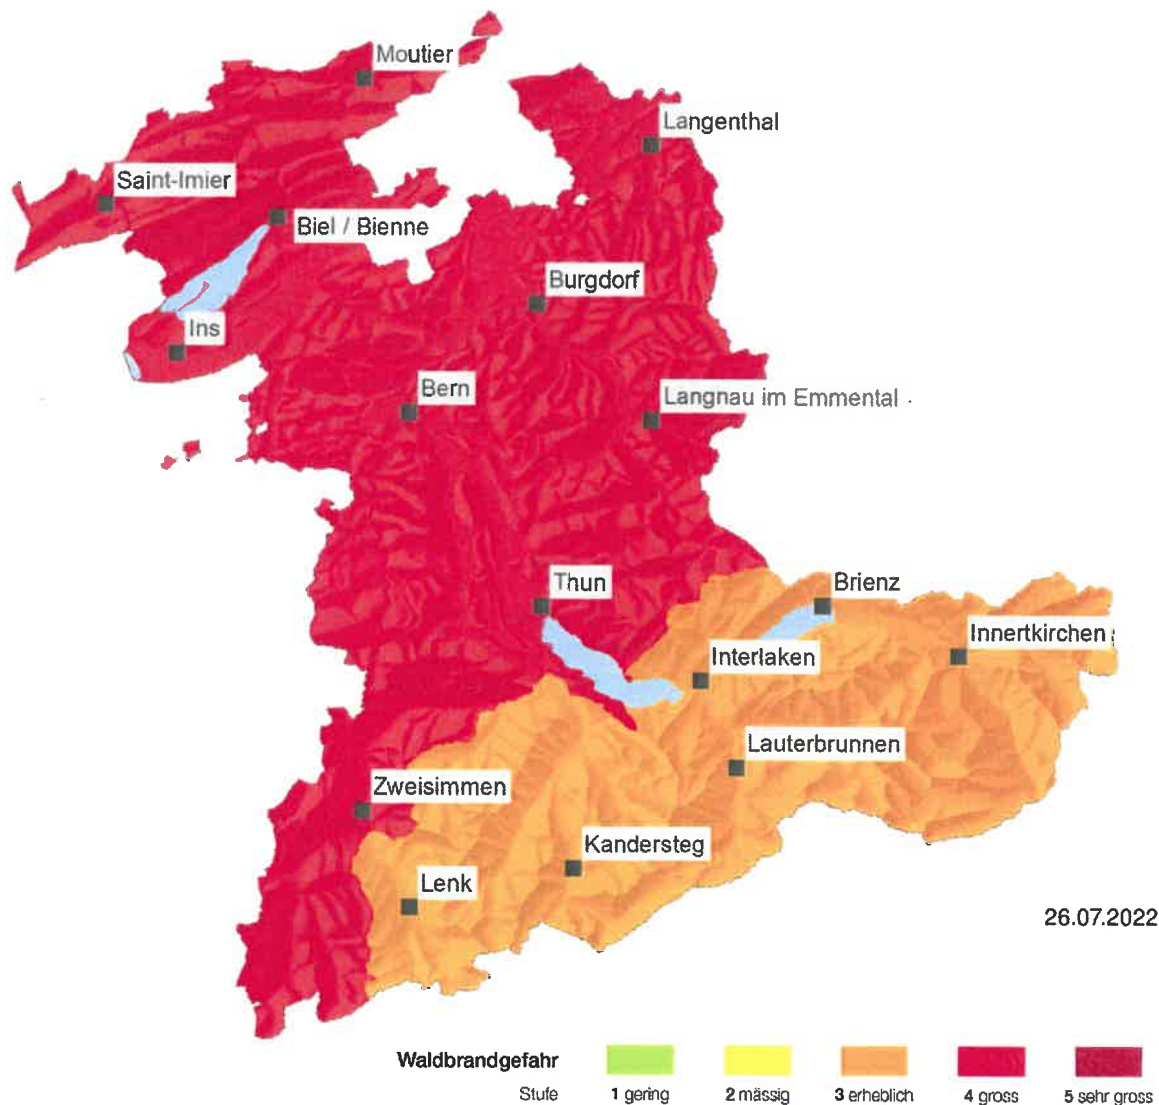 Moutier
Langenthal
Saint-Imier
Biel / Bienne
Burgdorf
Ins
Bern
Langnau im Emmental
Thun
Brienz
Innertkirchen
Interlaken
Lauterbrunnen
Zweisimmen
Kandersteg
Lenk
26.07.2022
Waldbrandgefahr
Stufe 1 gering 2 mässig 3 erheblich 4 gross 5 sehr gross